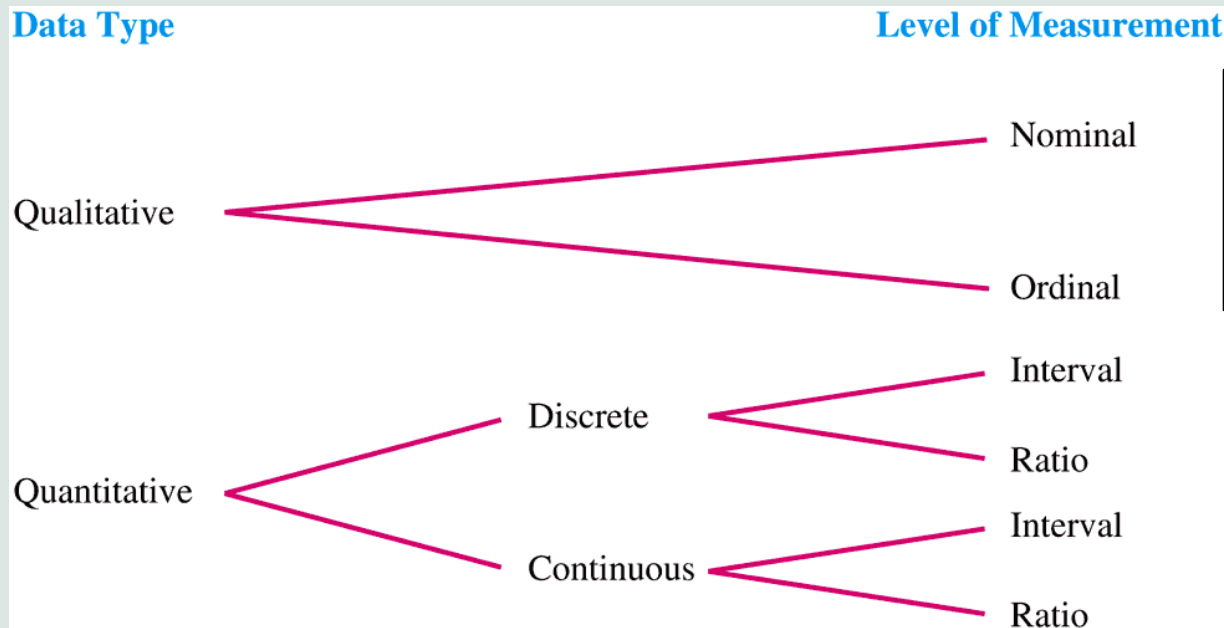 Data Type
Level of Measurement
Nominal
Qualitative
Ordinal
Interval
Discrete
Ratio
Quantitative
Interval
Continuous
Ratio